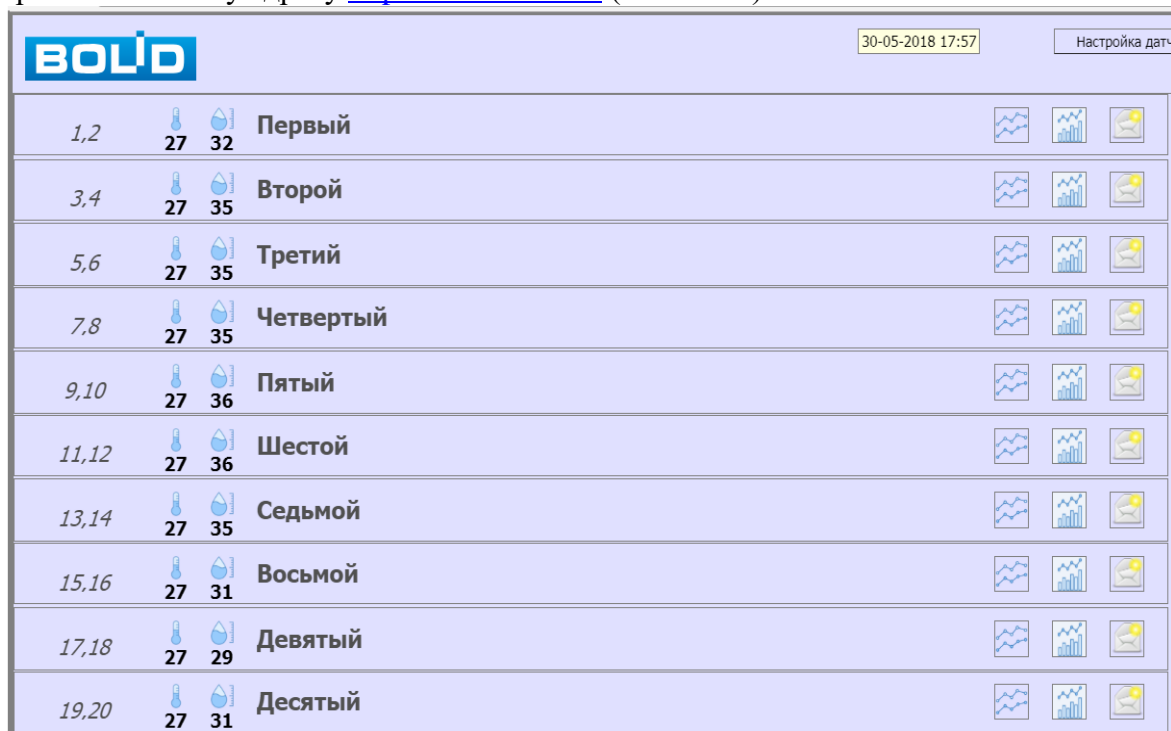 BOLID
30-05-2018 17:57
Настройка датч
1,2 27 32 Первый
3,4 27 35 Второй
5,6 27 35 Третий
7,8 27 35 Четвертый
9,10 27 36 Пятый
11,12 27 36 Шестой
13,14 27 35 Седьмой
15,16 27 31 Восьмой
17,18 27 29 Девятый
19,20 27 31 Десятый